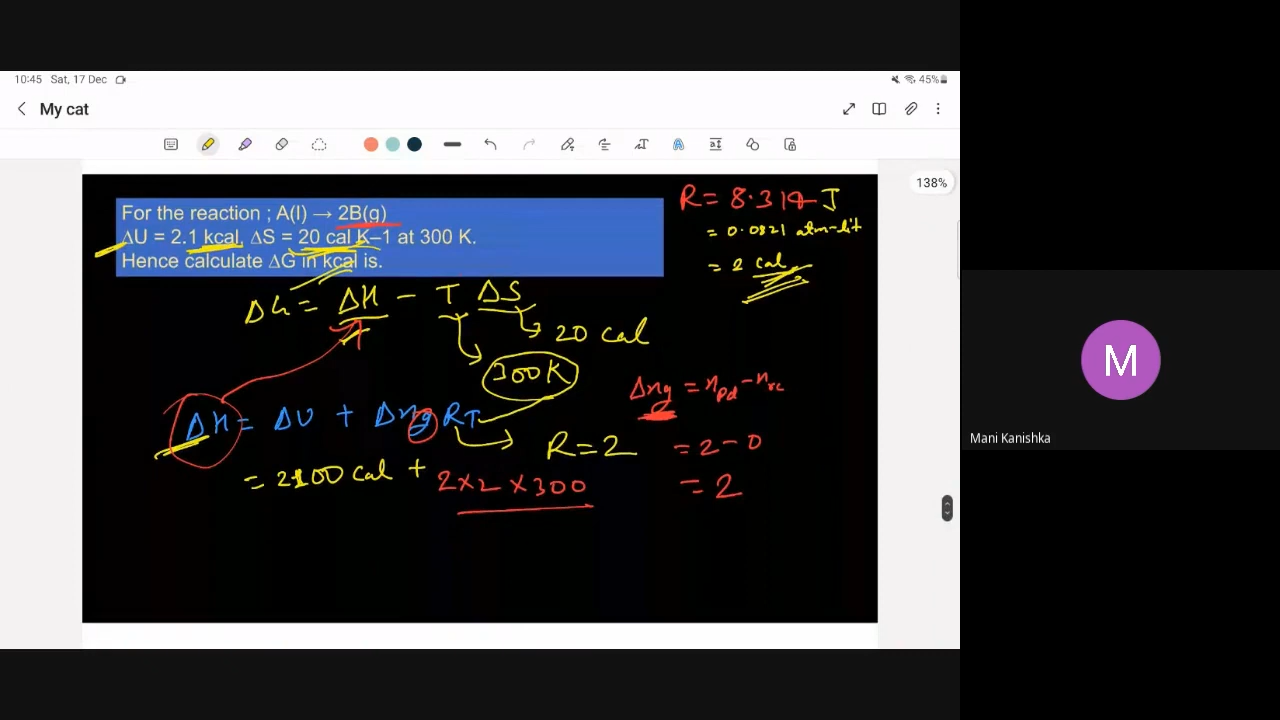 10:45 Sat, 17 Dec 45%
My cat
138%
For the reaction ; A(l) → 2B(g)
ΔU = 2.1 kcal, ΔS = 20 cal K–1 at 300 K.
Hence calculate ΔG in kcal is.
R = 8.314 J
= 0.0821 atm-lit
= 2 cal
ΔG = ΔH – T ΔS
20 cal
300K
Δng = nPd – nrc
= 2 – 0
= 2
ΔH = ΔU + Δng RT
R = 2
= 2100 cal + 2×2×300
M
Mani Kanishka